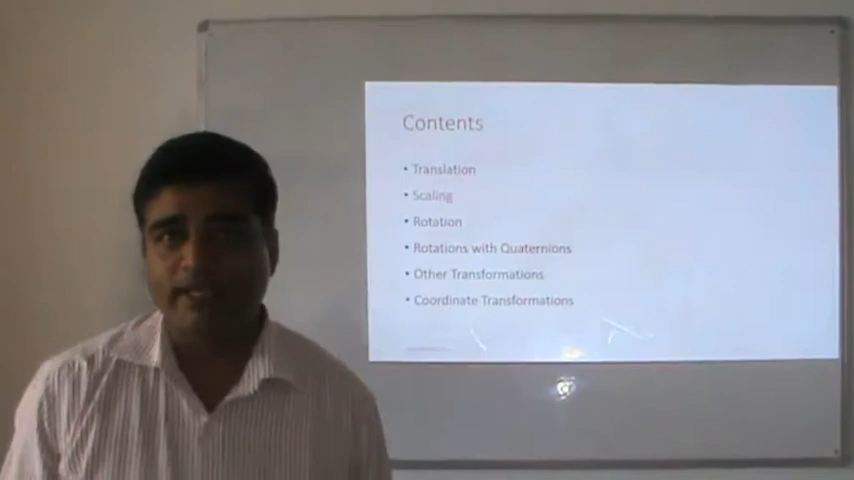 Contents
• Translation
• Scaling
• Rotation
• Rotations with Quaternions
• Other Transformations
• Coordinate Transformations